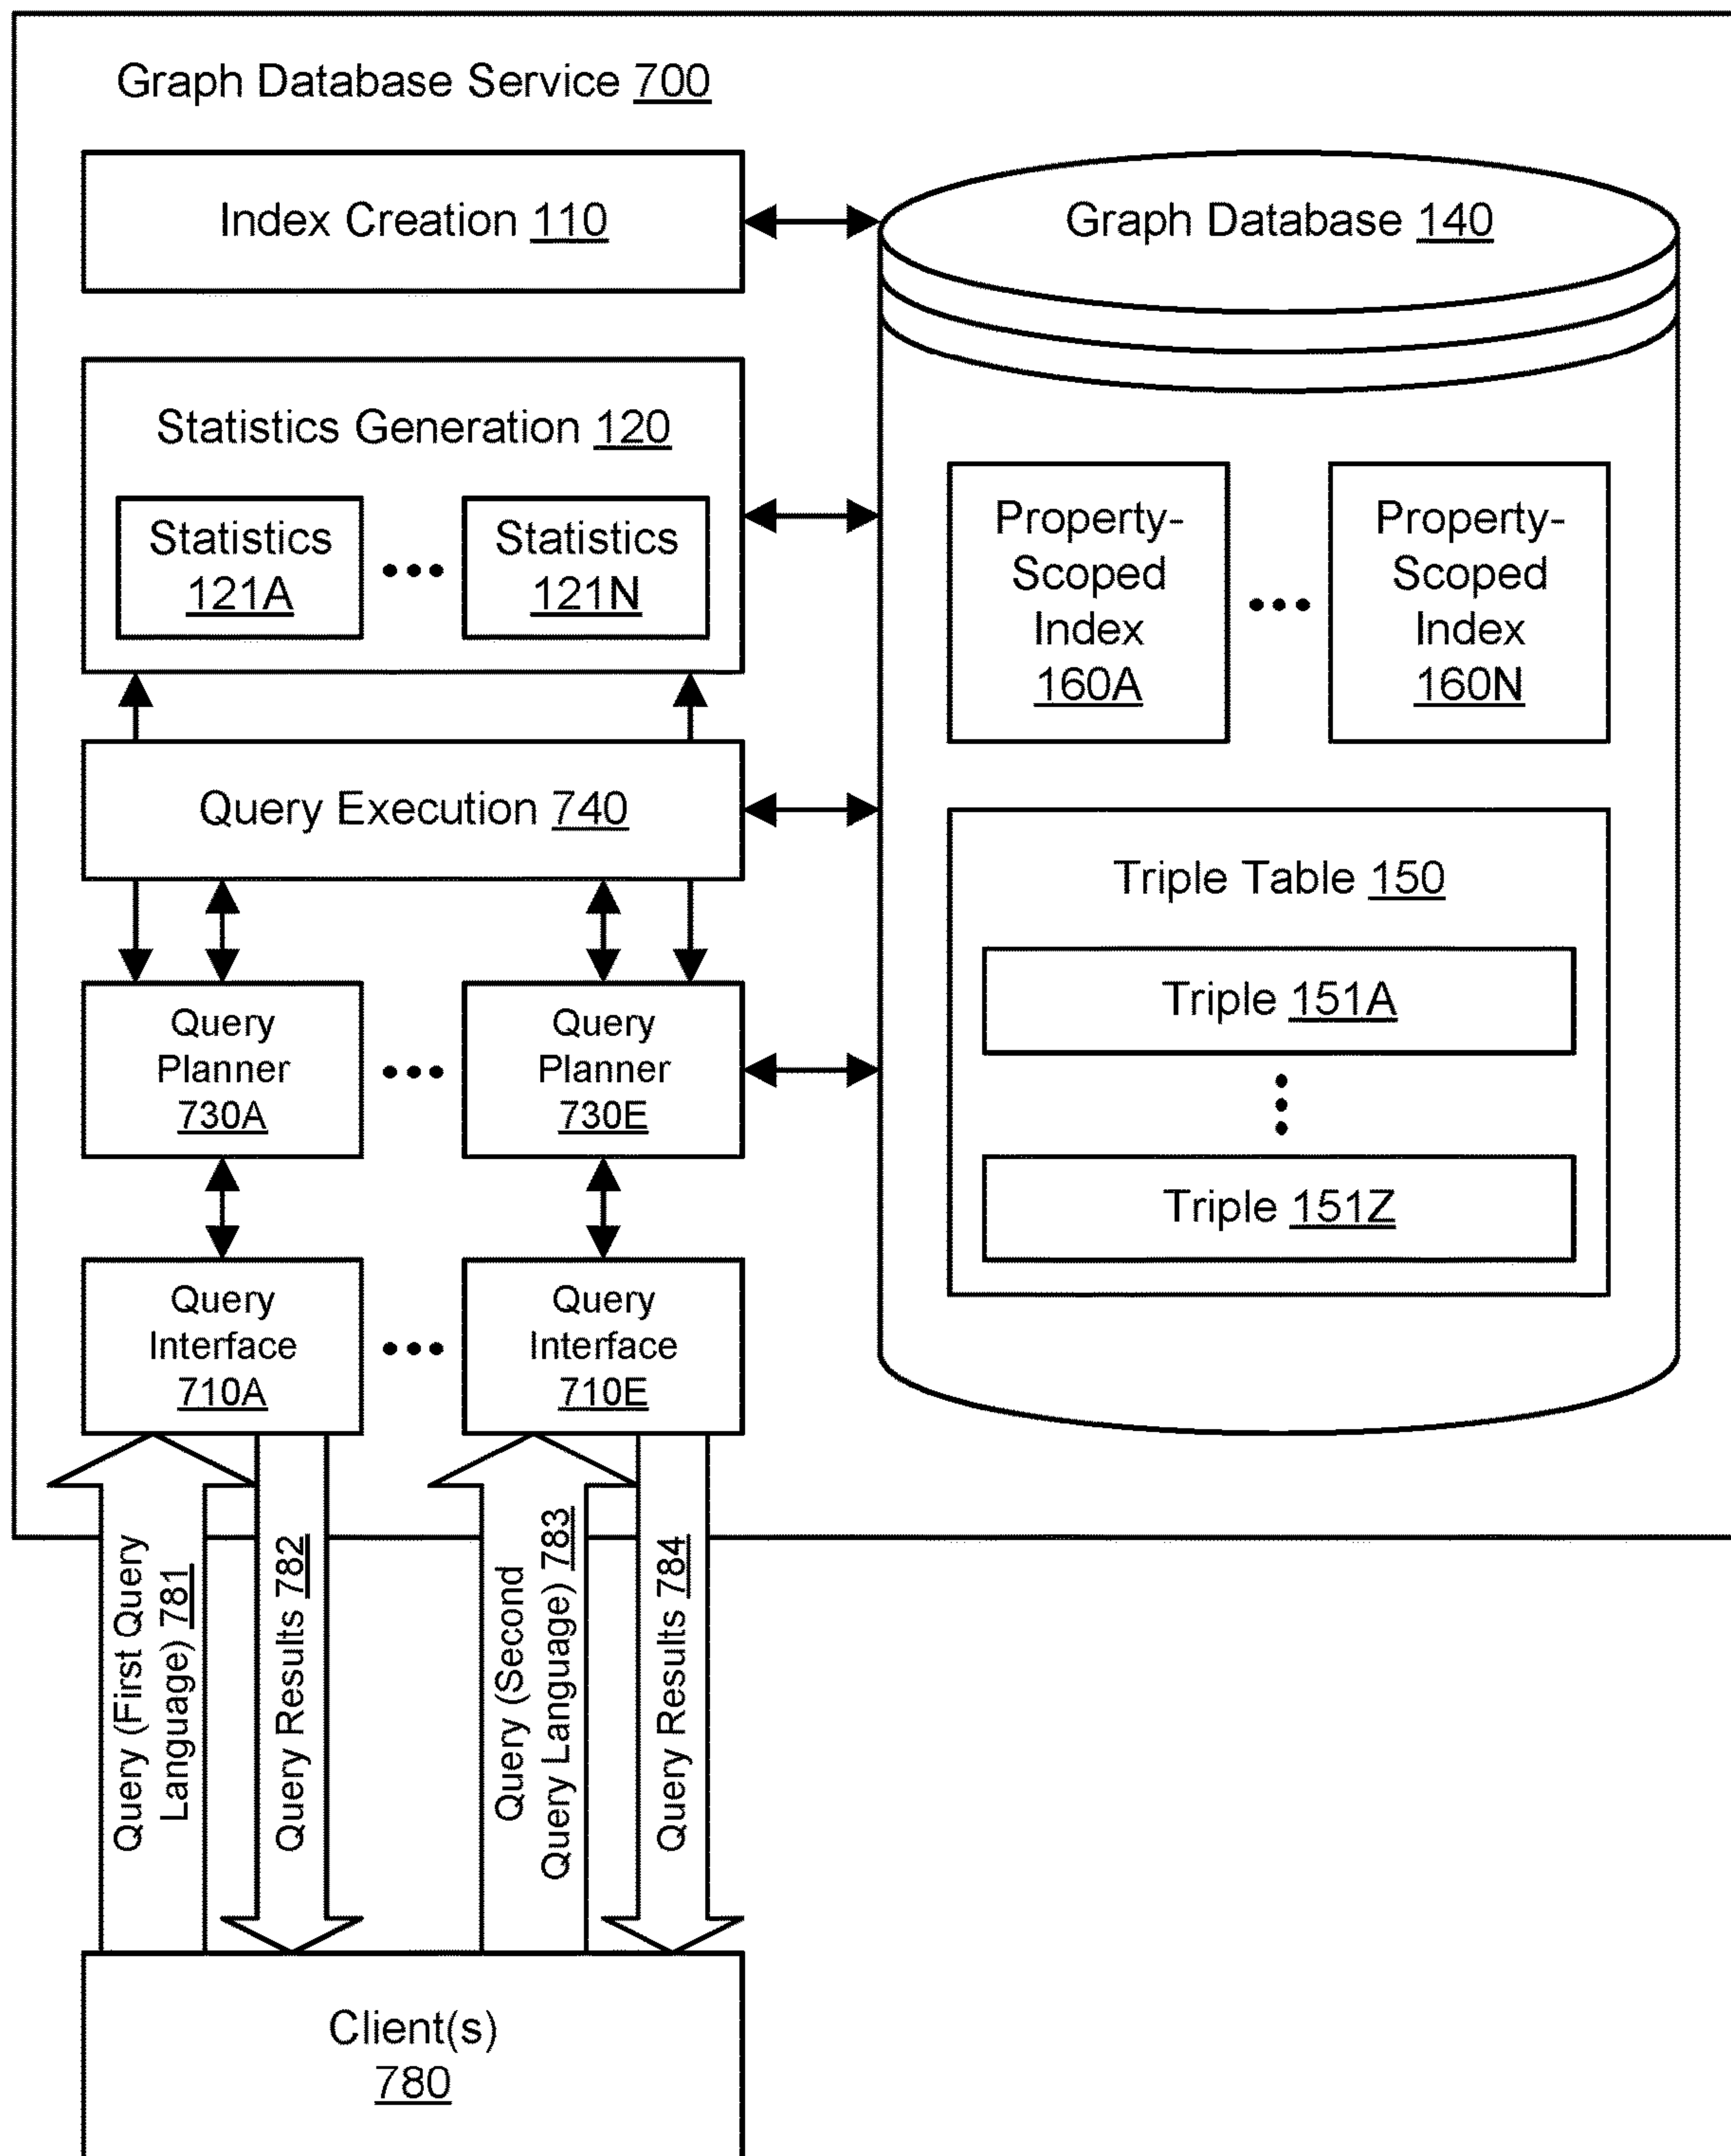 Graph Database Service 700
Index Creation 110
Graph Database 140
Statistics Generation 120
Statistics
121A
Statistics
121N
Property-
Scoped
Index
160A
Property-
Scoped
Index
160N
Query Execution 740
Triple Table 150
Triple 151A
Triple 151Z
Query
Planner
730A
Query
Planner
730E
Query
Interface
710A
Query
Interface
710E
Query (First Query
Language) 781
Query Results 782
Query (Second
Query Language) 783
Query Results 784
Client(s)
780